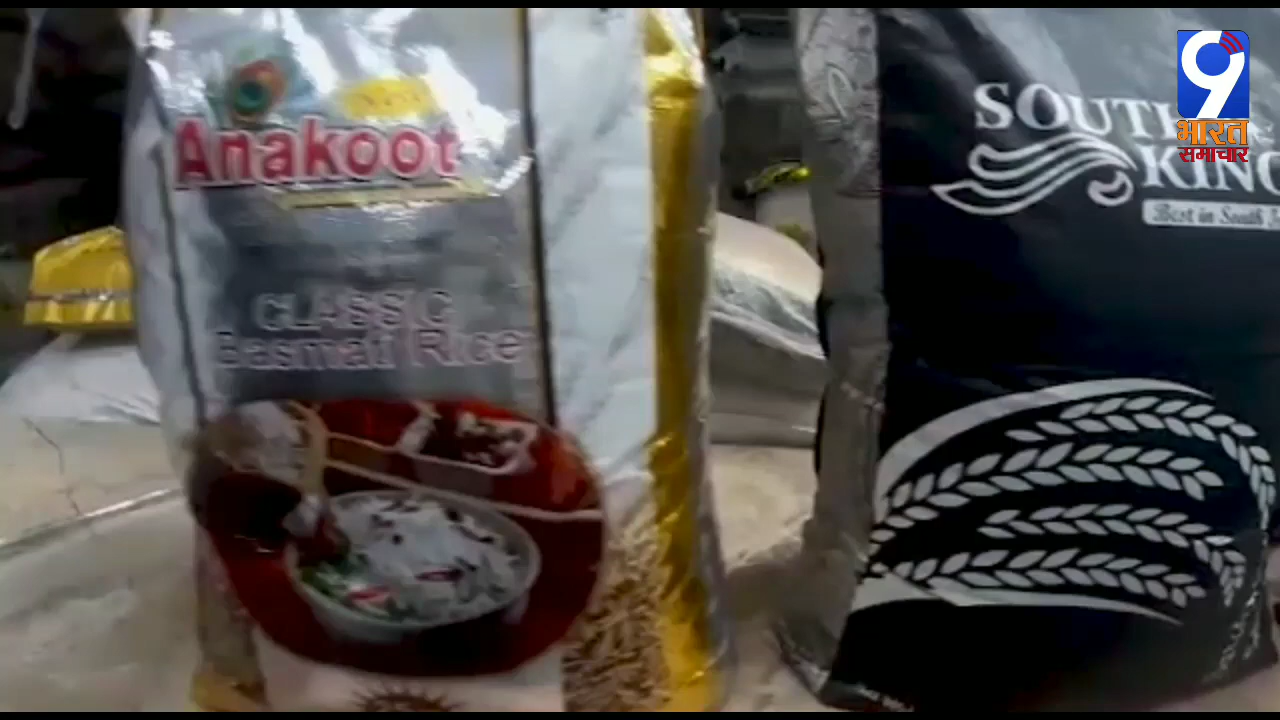 Anakoot
CLASSIC
Basmati Rice
SOUTH
KING
Best in South
9
भारत
समाचार